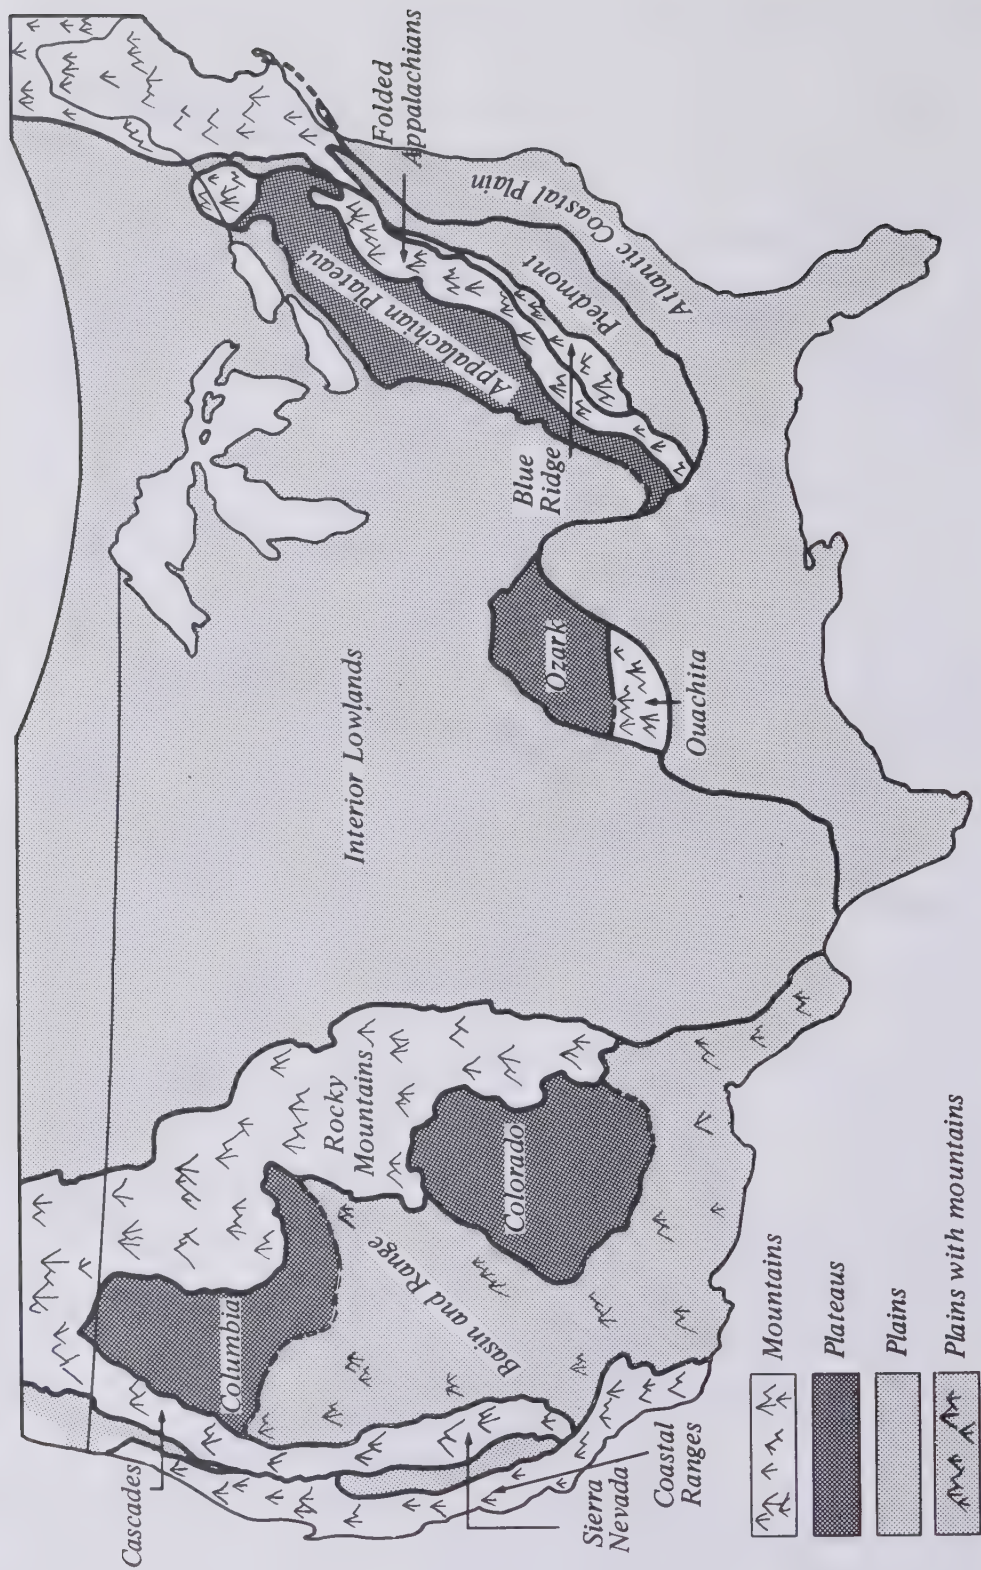 Cascades
Columbia
Rocky
Mountains
Basin and Range
Colorado
Sierra
Nevada
Coastal
Ranges
Interior Lowlands
Ozark
Ouachita
Appalachian Plateau
Blue
Ridge
Folded
Appalachians
Piedmont
Atlantic Coastal Plain
Mountains
Plateaus
Plains
Plains with mountains